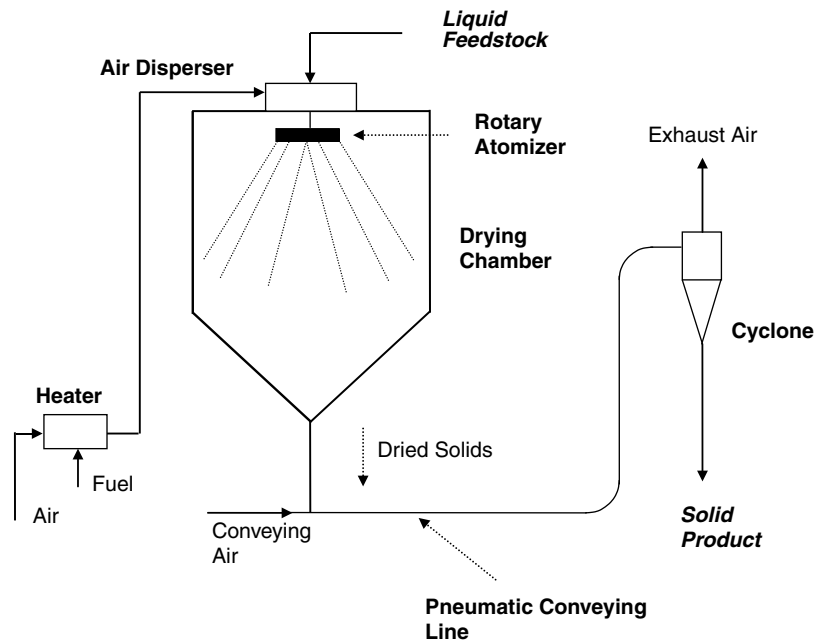 Liquid
Feedstock
Air Disperser
Rotary
Atomizer
Exhaust Air
Drying
Chamber
Cyclone
Heater
Dried Solids
Fuel
Air
Conveying
Air
Solid
Product
Pneumatic Conveying
Line